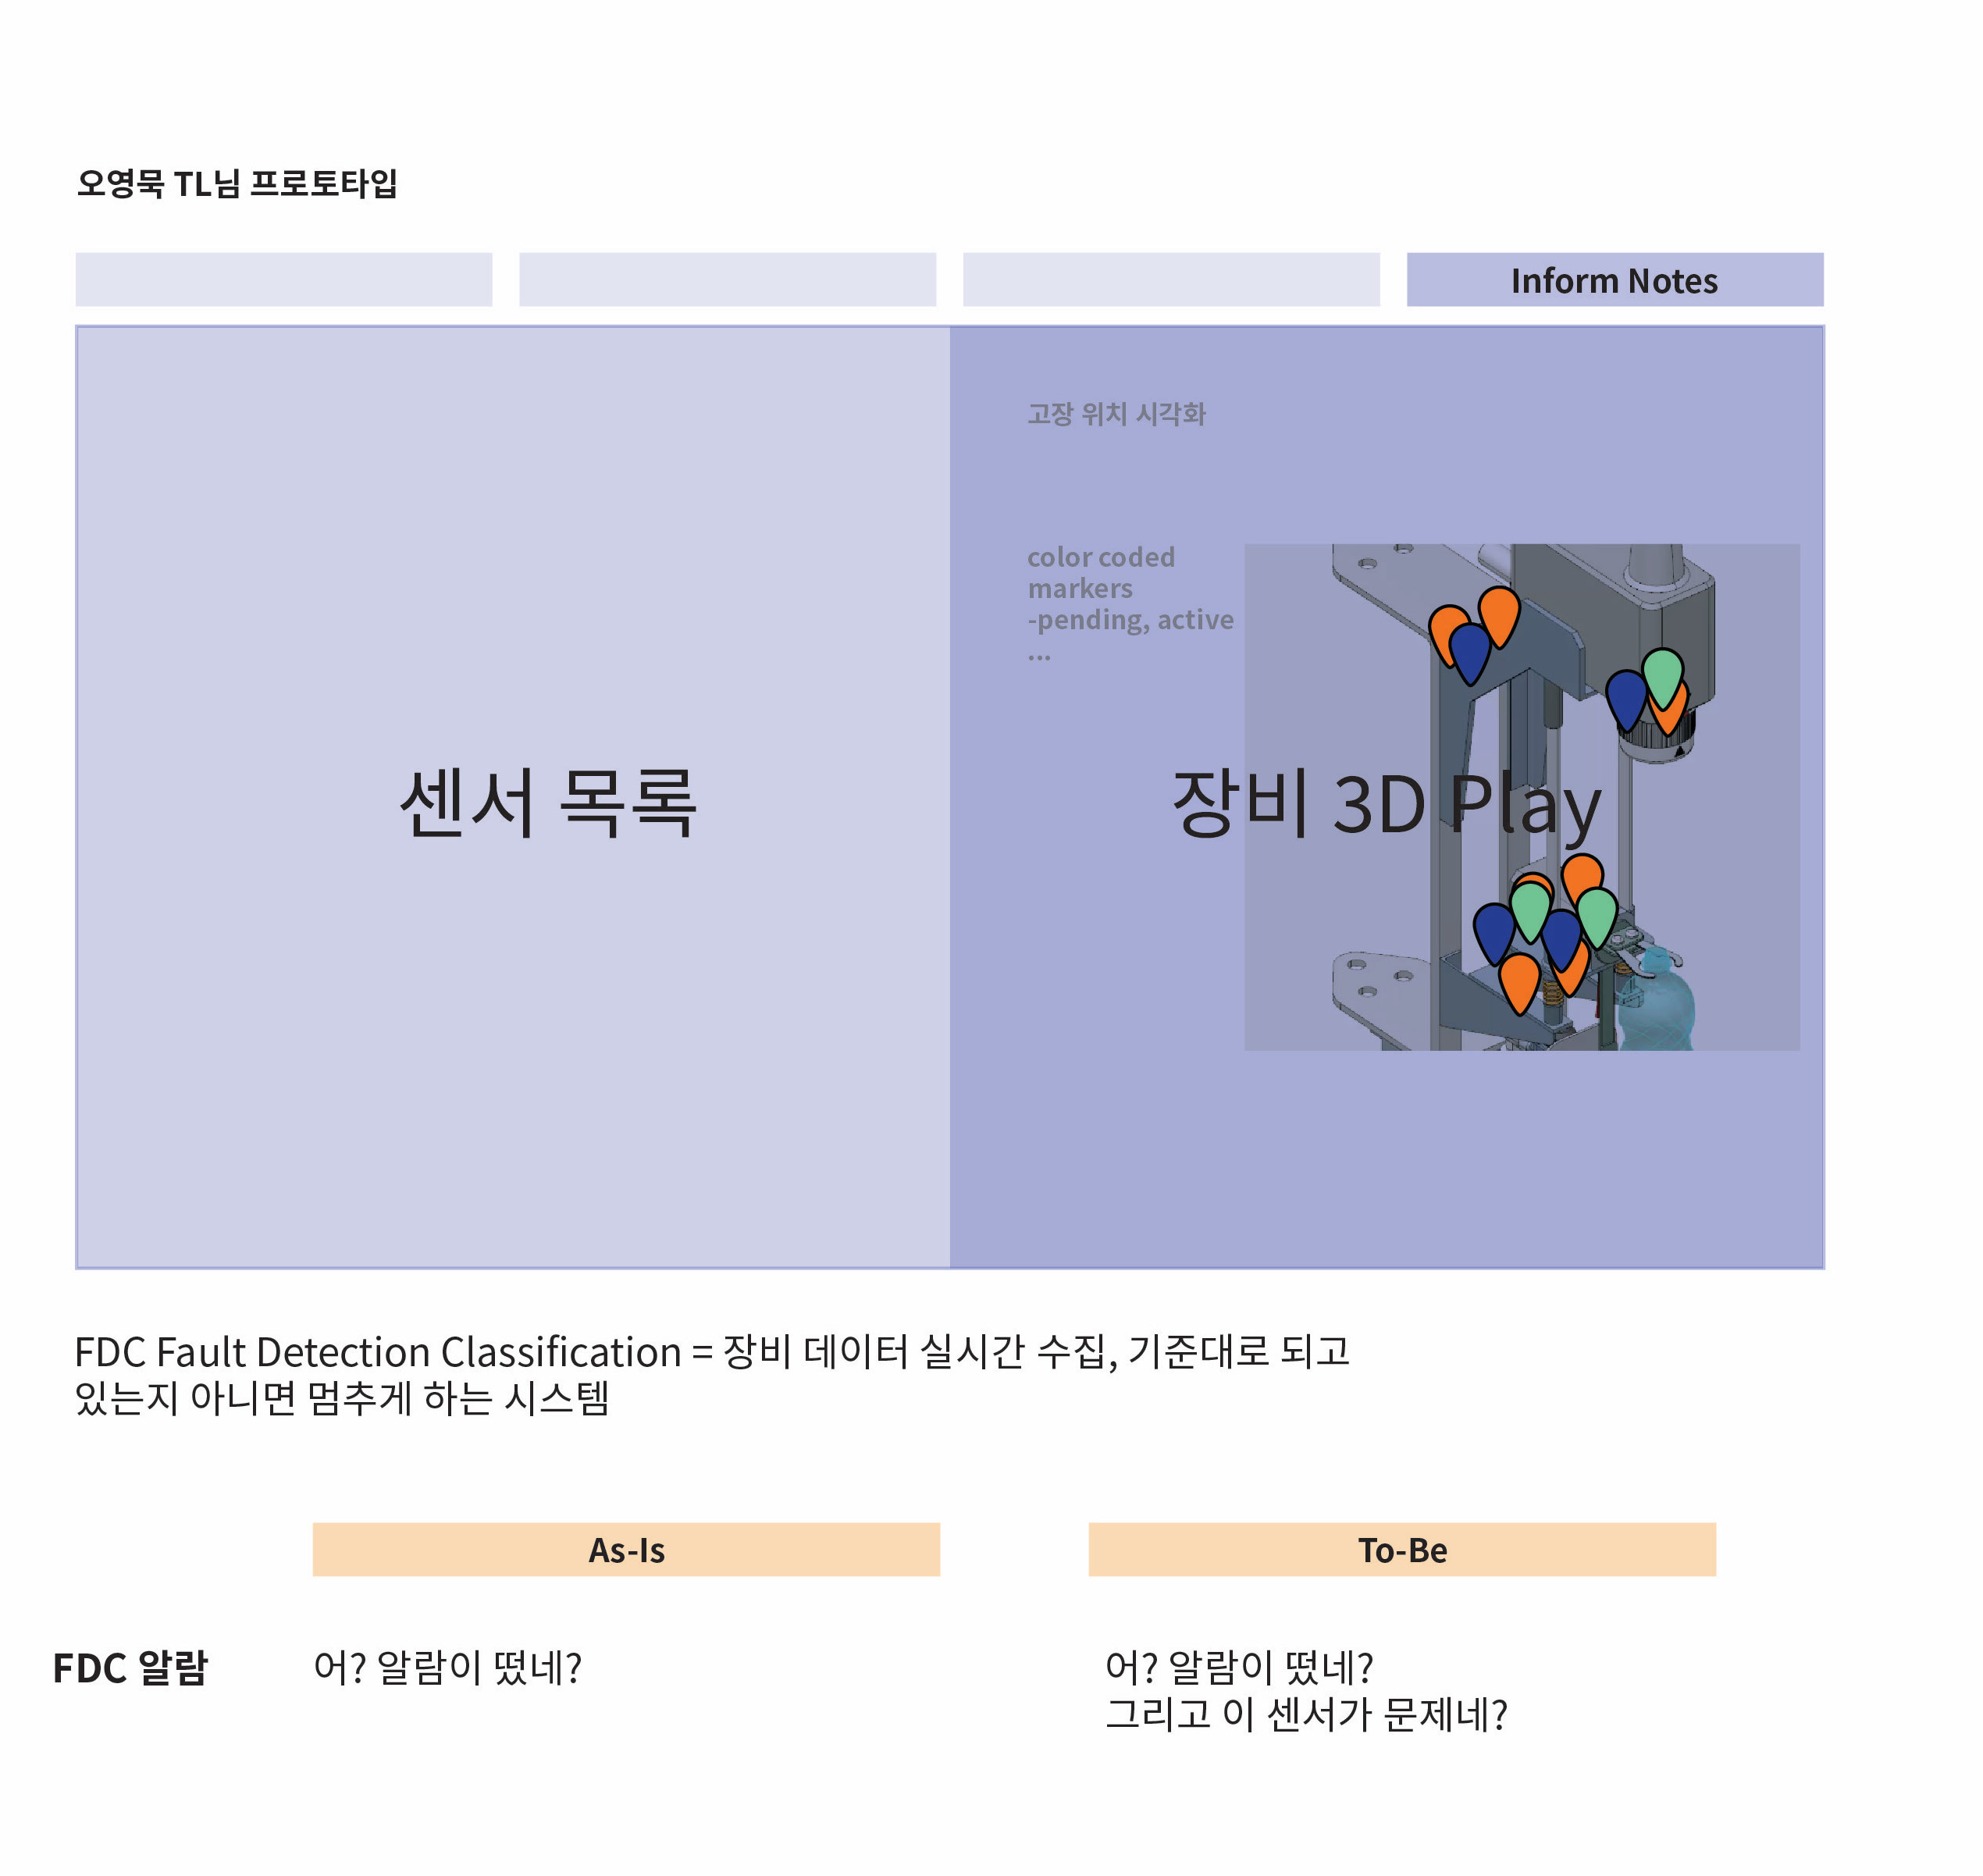 오영묵 TL님 프로토타입
Inform Notes
고장 위치 시각화
color coded
markers
-pending, active
...
센서 목록
장비 3D Play
FDC Fault Detection Classification = 장비 데이터 실시간 수집, 기준대로 되고
있는지 아니면 멈추게 하는 시스템
As-Is
To-Be
FDC 알람
어? 알람이 떴네?
어? 알람이 떴네?
그리고 이 센서가 문제네?